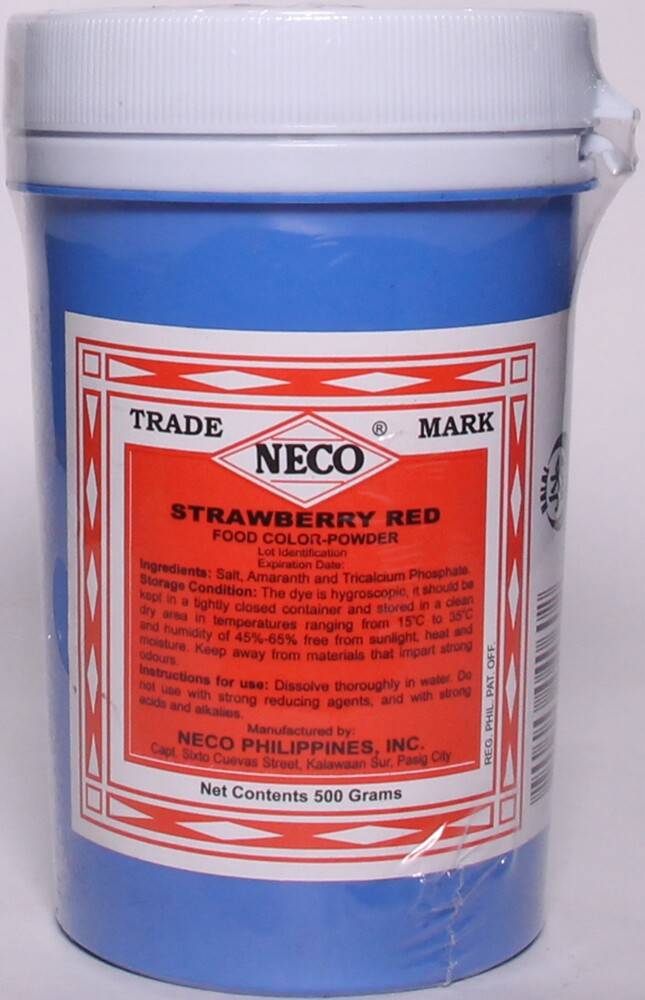 TRADE ® MARK
NECO
STRAWBERRY RED
FOOD COLOR-POWDER
Lot Identification
Expiration Date:
Ingredients: Salt, Amaranth and Tricalcium Phosphate.
Storage Condition: The dye is hygroscopic, it should be
kept in a tightly closed container and stored in a clean
dry area in temperatures ranging from 15°C to 35°C
and humidity of 45%-65% free from sunlight, heat and
moisture. Keep away from materials that impart strong
odours.
Instructions for use: Dissolve thoroughly in water. Do
not use with strong reducing agents, and with strong
acids and alkalies.
Manufactured by:
NECO PHILIPPINES, INC.
Capt. Sixto Cuevas Street, Kalawaan Sur, Pasig City
Net Contents 500 Grams
REG. PHIL. PAT. OFF.